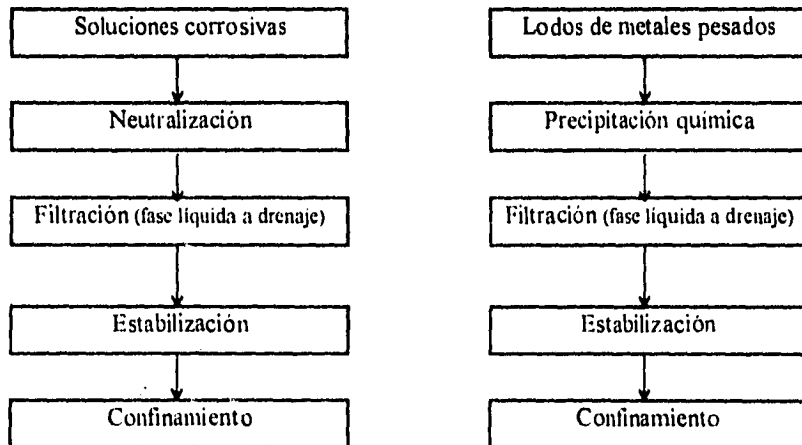 Soluciones corrosivas
Neutralización
Filtración (fase líquida a drenaje)
Estabilización
Confinamiento
Lodos de metales pesados
Precipitación química
Filtración (fase líquida a drenaje)
Estabilización
Confinamiento